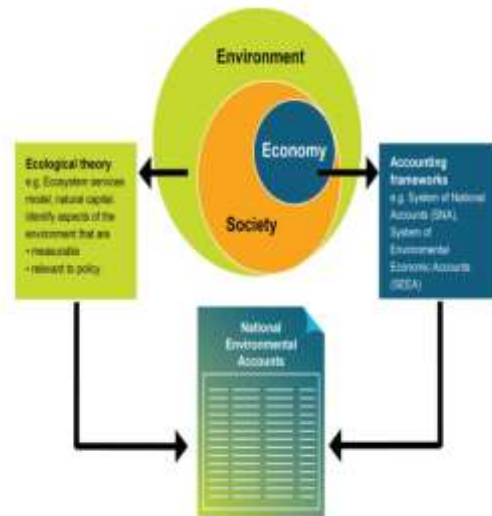 Environment
Economy
Society
Ecological theory
e.g. Ecosystem services
model, natural capital.
Identify aspects of the
environment that are
• measurable
• relevant to policy
Accounting
frameworks
e.g. System of National
Accounts (SNA),
System of
Environmental
Economic Accounts
(SEEA)
National
Environmental
Accounts